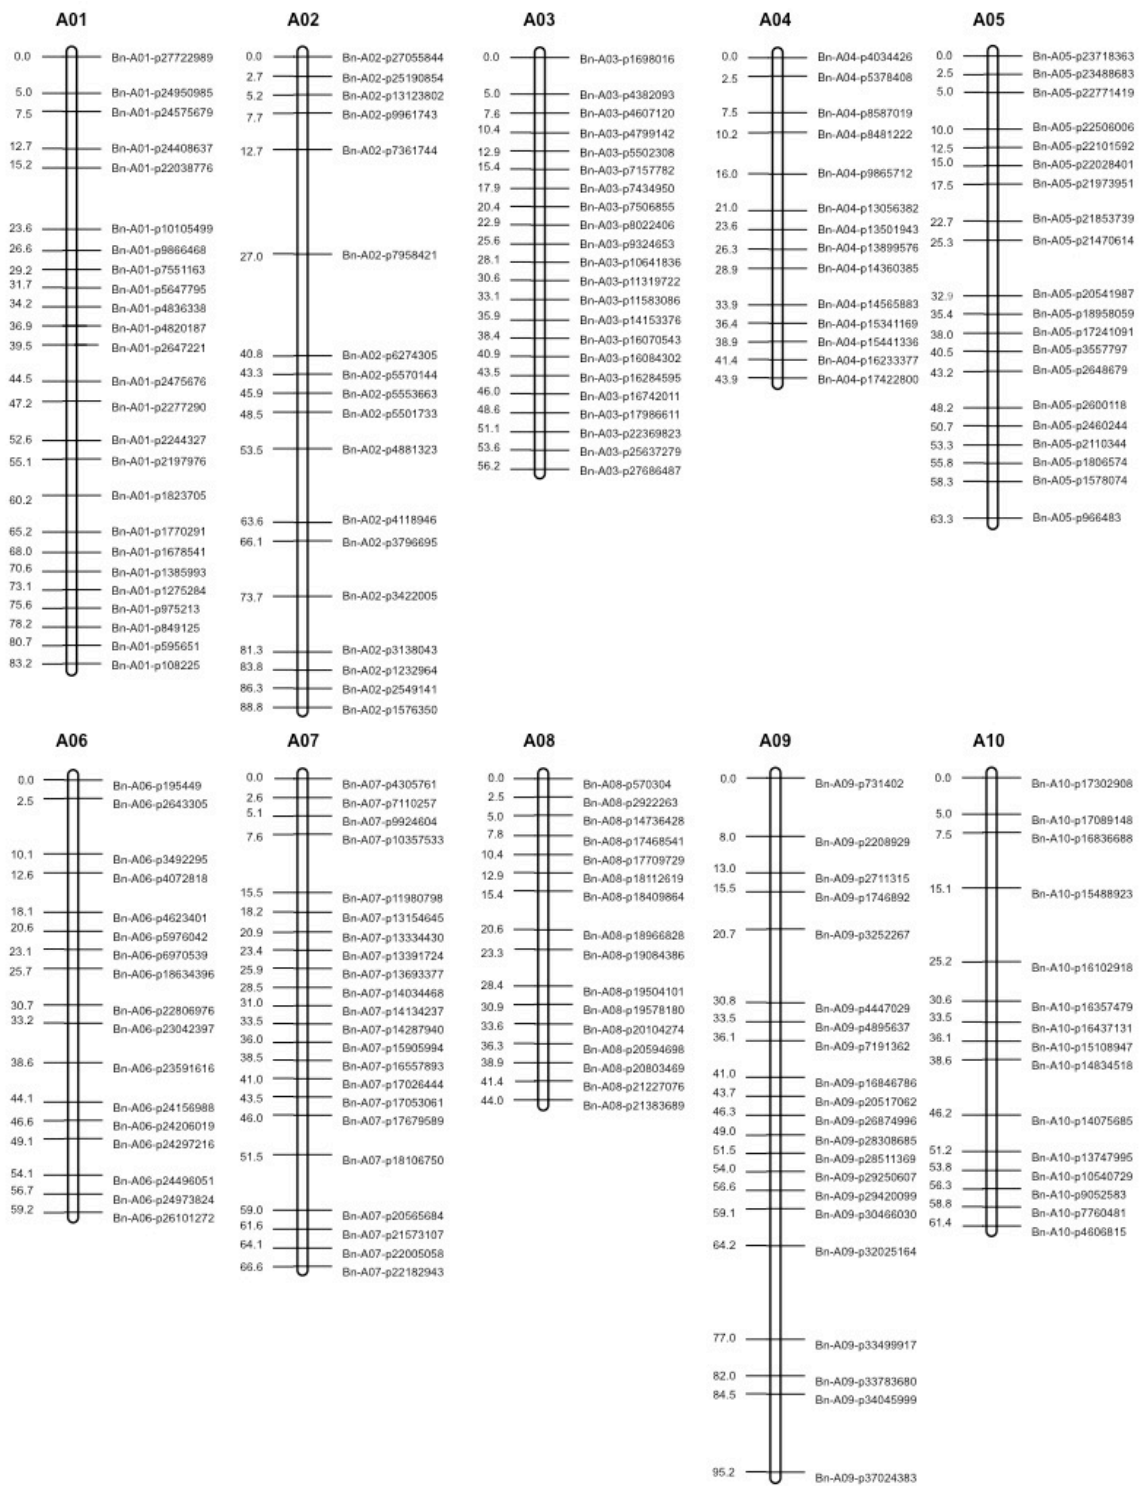 A01
0.0 Bn-A01-p27722989
5.0 Bn-A01-p24950985
7.5 Bn-A01-p24575679
12.7 Bn-A01-p24408637
15.2 Bn-A01-p22038776
23.6 Bn-A01-p10105499
26.6 Bn-A01-p9866468
29.2 Bn-A01-p7551163
31.7 Bn-A01-p5647795
34.2 Bn-A01-p4836338
36.9 Bn-A01-p4820187
39.5 Bn-A01-p2647221
44.5 Bn-A01-p2475676
47.2 Bn-A01-p2277290
52.6 Bn-A01-p2244327
55.1 Bn-A01-p2197976
60.2 Bn-A01-p1823705
65.2 Bn-A01-p1770291
68.0 Bn-A01-p1678541
70.6 Bn-A01-p1385993
73.1 Bn-A01-p1275284
75.6 Bn-A01-p975213
78.2 Bn-A01-p849125
80.7 Bn-A01-p595651
83.2 Bn-A01-p108225
A02
0.0 Bn-A02-p27055844
2.7 Bn-A02-p25190854
5.2 Bn-A02-p13123802
7.7 Bn-A02-p9961743
12.7 Bn-A02-p7361744
27.0 Bn-A02-p7958421
40.8 Bn-A02-p6274305
43.3 Bn-A02-p5570144
45.9 Bn-A02-p5553663
48.5 Bn-A02-p5501733
53.5 Bn-A02-p4881323
63.6 Bn-A02-p4118946
66.1 Bn-A02-p3796695
73.7 Bn-A02-p3422005
81.3 Bn-A02-p3138043
83.8 Bn-A02-p1232964
86.3 Bn-A02-p2549141
88.8 Bn-A02-p1576350
A03
0.0 Bn-A03-p1698016
5.0 Bn-A03-p4382093
7.6 Bn-A03-p4607120
10.4 Bn-A03-p4799142
12.9 Bn-A03-p5502308
15.4 Bn-A03-p7157782
17.9 Bn-A03-p7434950
20.4 Bn-A03-p7506855
22.9 Bn-A03-p8022406
25.6 Bn-A03-p9324653
28.1 Bn-A03-p10641836
30.6 Bn-A03-p11319722
33.1 Bn-A03-p11583086
35.9 Bn-A03-p14153376
38.4 Bn-A03-p16070543
40.9 Bn-A03-p16084302
43.5 Bn-A03-p16284595
46.0 Bn-A03-p16742011
48.6 Bn-A03-p17986611
51.1 Bn-A03-p22369823
53.6 Bn-A03-p25637279
56.2 Bn-A03-p27686487
A04
0.0 Bn-A04-p4034426
2.5 Bn-A04-p5378408
7.5 Bn-A04-p8587019
10.2 Bn-A04-p8481222
16.0 Bn-A04-p9865712
21.0 Bn-A04-p13056382
23.6 Bn-A04-p13501943
26.3 Bn-A04-p13899576
28.9 Bn-A04-p14360385
33.9 Bn-A04-p14565883
36.4 Bn-A04-p15341169
38.9 Bn-A04-p15441336
41.4 Bn-A04-p16233377
43.9 Bn-A04-p17422800
A05
0.0 Bn-A05-p23718363
2.5 Bn-A05-p23488683
5.0 Bn-A05-p22771419
10.0 Bn-A05-p22506006
12.5 Bn-A05-p22101592
15.0 Bn-A05-p22028401
17.5 Bn-A05-p21973951
22.7 Bn-A05-p21853739
25.3 Bn-A05-p21470614
32.9 Bn-A05-p20541987
35.4 Bn-A05-p18958059
38.0 Bn-A05-p17241091
40.5 Bn-A05-p3557797
43.2 Bn-A05-p2648679
48.2 Bn-A05-p2600118
50.7 Bn-A05-p2460244
53.3 Bn-A05-p2110344
55.8 Bn-A05-p1806574
58.3 Bn-A05-p1578074
63.3 Bn-A05-p966483
A06
0.0 Bn-A06-p195449
2.5 Bn-A06-p2643305
10.1 Bn-A06-p3492295
12.6 Bn-A06-p4072818
18.1 Bn-A06-p4623401
20.6 Bn-A06-p5976042
23.1 Bn-A06-p6970539
25.7 Bn-A06-p18634396
30.7 Bn-A06-p22806976
33.2 Bn-A06-p23042397
38.6 Bn-A06-p23591616
44.1 Bn-A06-p24156988
46.6 Bn-A06-p24206019
49.1 Bn-A06-p24297216
54.1 Bn-A06-p24496051
56.7 Bn-A06-p24973824
59.2 Bn-A06-p26101272
A07
0.0 Bn-A07-p4305761
2.6 Bn-A07-p7110257
5.1 Bn-A07-p9924604
7.6 Bn-A07-p10357533
15.5 Bn-A07-p11980798
18.2 Bn-A07-p13154645
20.9 Bn-A07-p13334430
23.4 Bn-A07-p13391724
25.9 Bn-A07-p13693377
28.5 Bn-A07-p14034468
31.0 Bn-A07-p14134237
33.5 Bn-A07-p14287940
36.0 Bn-A07-p15905994
38.5 Bn-A07-p16557893
41.0 Bn-A07-p17026444
43.5 Bn-A07-p17053061
46.0 Bn-A07-p17679589
51.5 Bn-A07-p18106750
59.0 Bn-A07-p20565684
61.6 Bn-A07-p21573107
64.1 Bn-A07-p22005058
66.6 Bn-A07-p22182943
A08
0.0 Bn-A08-p570304
2.5 Bn-A08-p2922263
5.0 Bn-A08-p14736428
7.8 Bn-A08-p17468541
10.4 Bn-A08-p17709729
12.9 Bn-A08-p18112619
15.4 Bn-A08-p18409864
20.6 Bn-A08-p18966828
23.3 Bn-A08-p19084386
28.4 Bn-A08-p19504101
30.9 Bn-A08-p19578180
33.6 Bn-A08-p20104274
36.3 Bn-A08-p20594698
38.9 Bn-A08-p20803469
41.4 Bn-A08-p21227076
44.0 Bn-A08-p21383689
A09
0.0 Bn-A09-p731402
8.0 Bn-A09-p2208929
13.0 Bn-A09-p2711315
15.5 Bn-A09-p1746892
20.7 Bn-A09-p3252267
30.8 Bn-A09-p4447029
33.5 Bn-A09-p4895637
36.1 Bn-A09-p7191362
41.0 Bn-A09-p16846786
43.7 Bn-A09-p20517062
46.3 Bn-A09-p26874996
49.0 Bn-A09-p28308685
51.5 Bn-A09-p28511369
54.0 Bn-A09-p29250607
56.6 Bn-A09-p29420099
59.1 Bn-A09-p30466030
64.2 Bn-A09-p32025164
77.0 Bn-A09-p33499917
82.0 Bn-A09-p33783680
84.5 Bn-A09-p34045999
95.2 Bn-A09-p37024383
A10
0.0 Bn-A10-p17302908
5.0 Bn-A10-p17089148
7.5 Bn-A10-p16836688
15.1 Bn-A10-p15488923
25.2 Bn-A10-p16102918
30.6 Bn-A10-p16357479
33.5 Bn-A10-p16437131
36.1 Bn-A10-p15108947
38.6 Bn-A10-p14834518
46.2 Bn-A10-p14075685
51.2 Bn-A10-p13747995
53.8 Bn-A10-p10540729
56.3 Bn-A10-p9052583
58.8 Bn-A10-p7760481
61.4 Bn-A10-p4606815